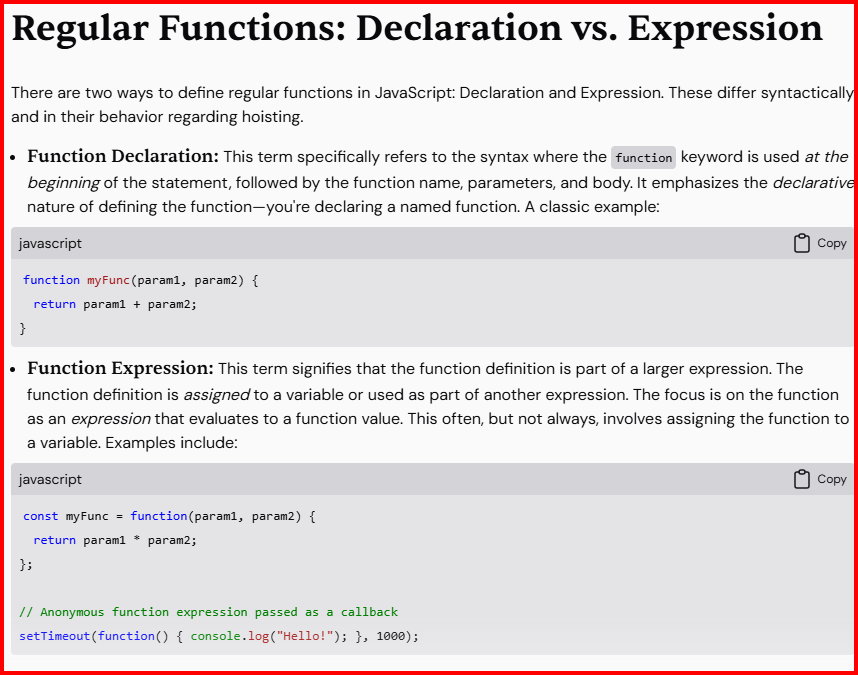 Regular Functions: Declaration vs. Expression
There are two ways to define regular functions in JavaScript: Declaration and Expression. These differ syntactically
and in their behavior regarding hoisting.
• Function Declaration: This term specifically refers to the syntax where the function keyword is used at the
beginning of the statement, followed by the function name, parameters, and body. It emphasizes the declarative
nature of defining the function—you're declaring a named function. A classic example:
javascript Copy
function myFunc(param1, param2) {
  return param1 + param2;
}
• Function Expression: This term signifies that the function definition is part of a larger expression. The
function definition is assigned to a variable or used as part of another expression. The focus is on the function
as an expression that evaluates to a function value. This often, but not always, involves assigning the function to
a variable. Examples include:
javascript Copy
const myFunc = function(param1, param2) {
  return param1 * param2;
};
// Anonymous function expression passed as a callback
setTimeout(function() { console.log("Hello!"); }, 1000);